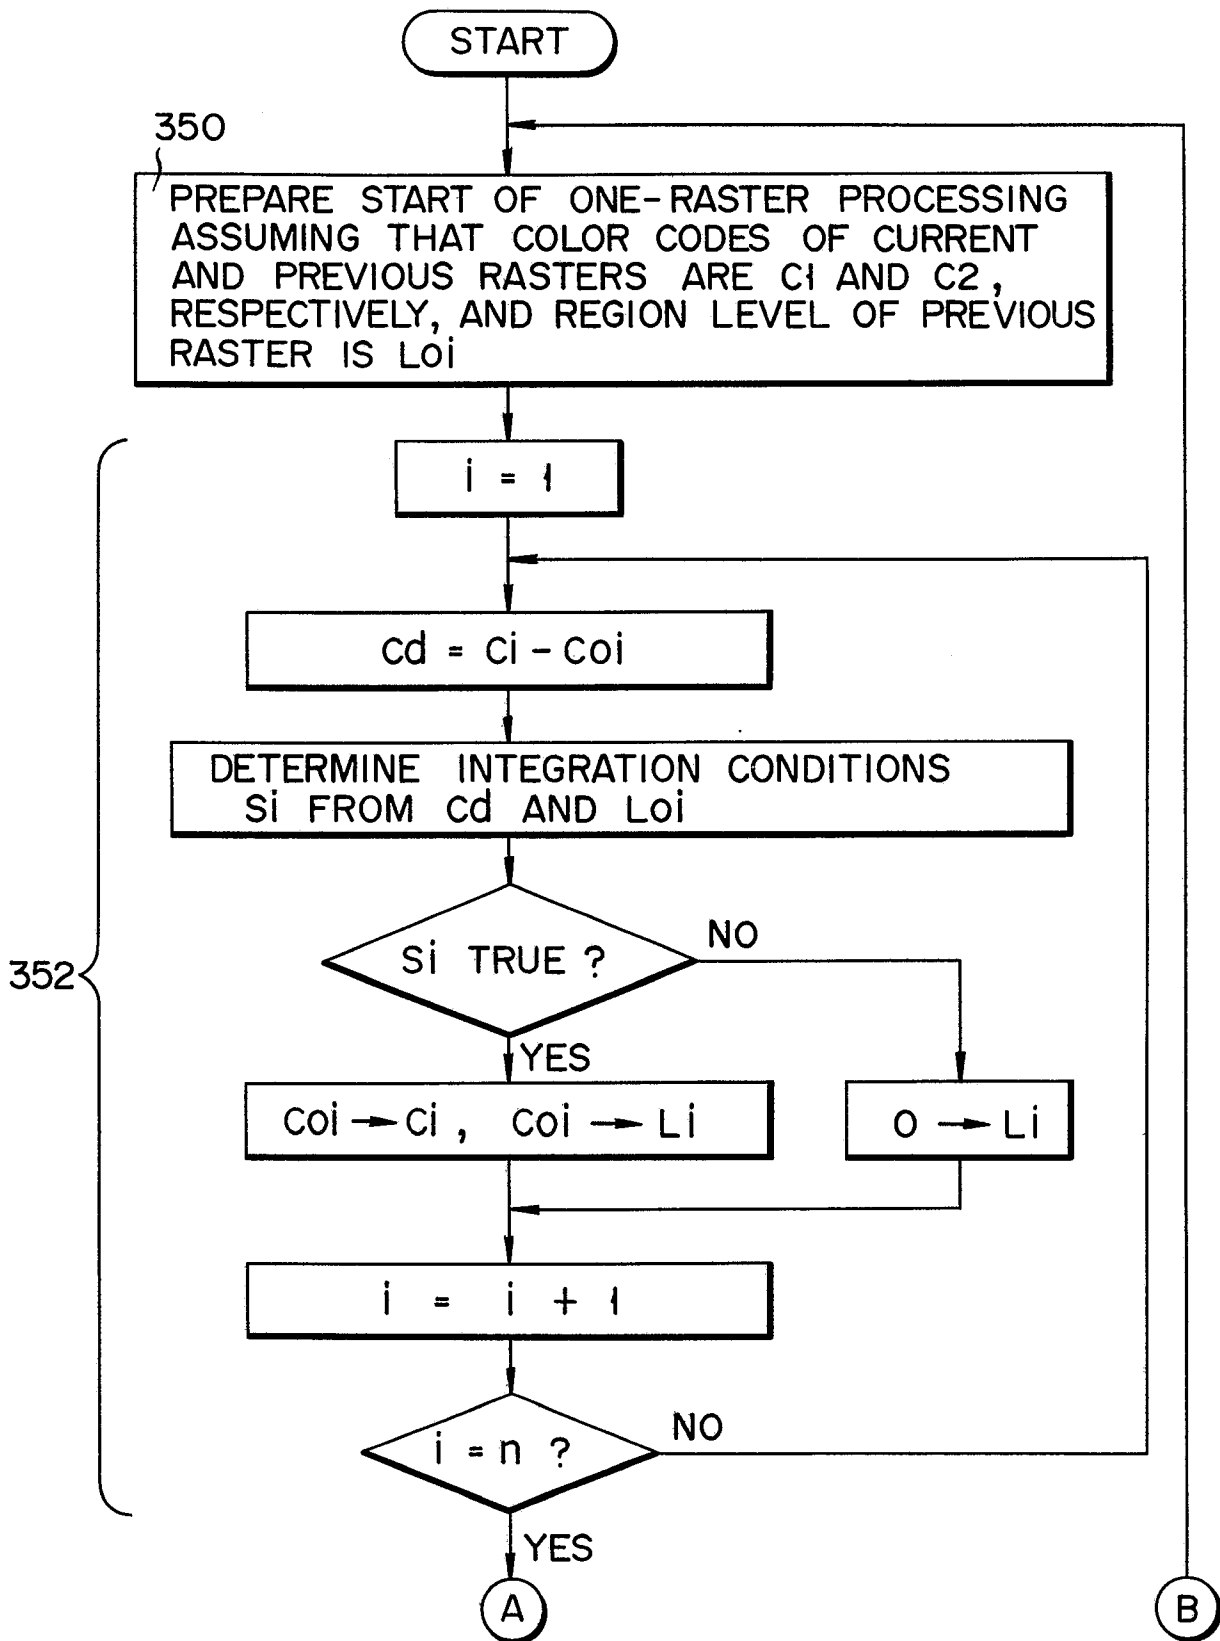 START
350
PREPARE START OF ONE-RASTER PROCESSING
ASSUMING THAT COLOR CODES OF CURRENT
AND PREVIOUS RASTERS ARE C1 AND C2,
RESPECTIVELY, AND REGION LEVEL OF PREVIOUS
RASTER IS Loi
i = 1
Cd = Ci - Coi
DETERMINE INTEGRATION CONDITIONS
Si FROM Cd AND Loi
Si TRUE ?
NO
352
YES
Coi → Ci, Coi → Li
O → Li
i = i + 1
i = n ?
NO
YES
A
B